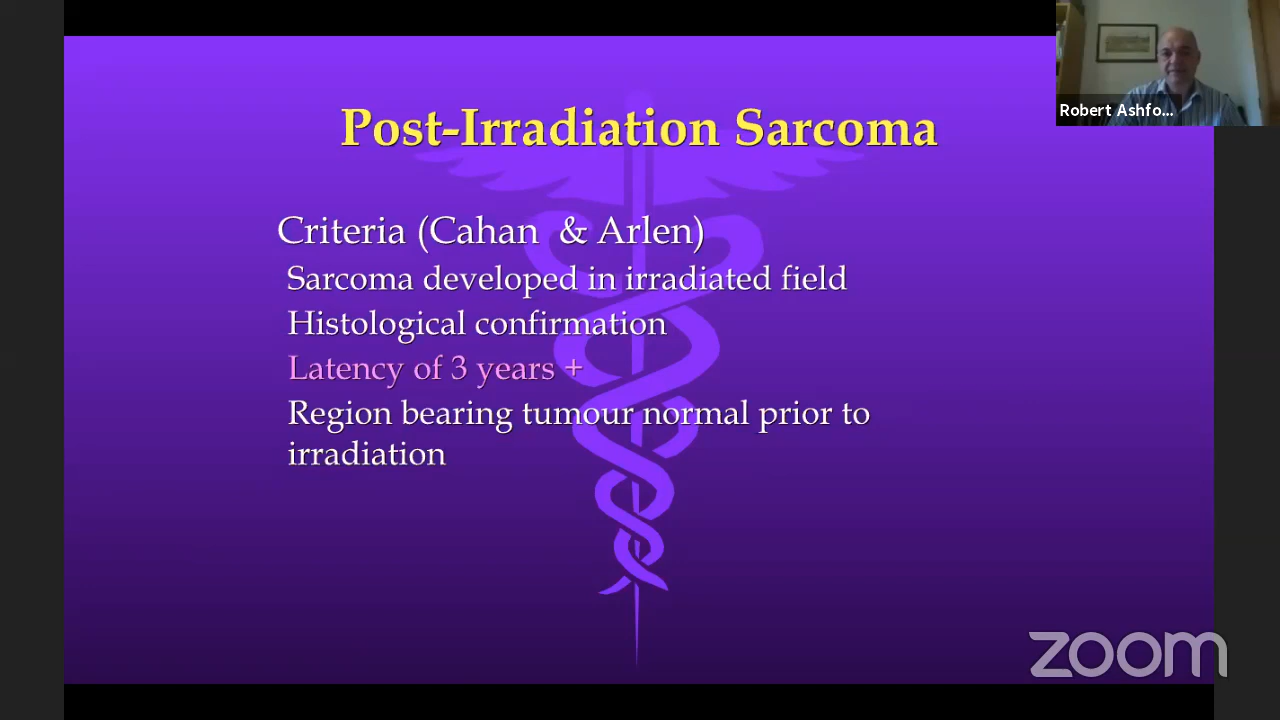 Robert Ashfo...
Post-Irradiation Sarcoma
Criteria (Cahan & Arlen)
Sarcoma developed in irradiated field
Histological confirmation
Latency of 3 years +
Region bearing tumour normal prior to
irradiation
zoom